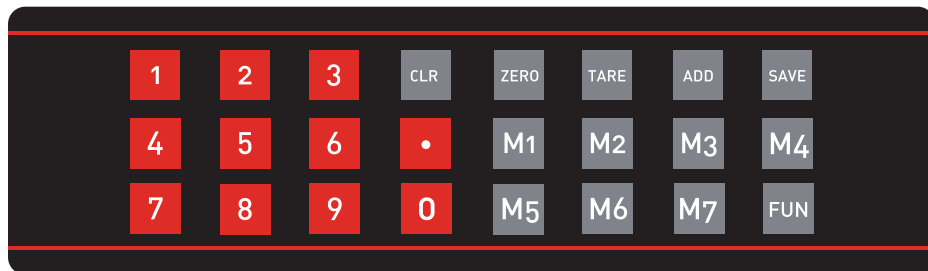 1 2 3 CLR ZERO TARE ADD SAVE
4 5 6 • M1 M2 M3 M4
7 8 9 0 M5 M6 M7 FUN